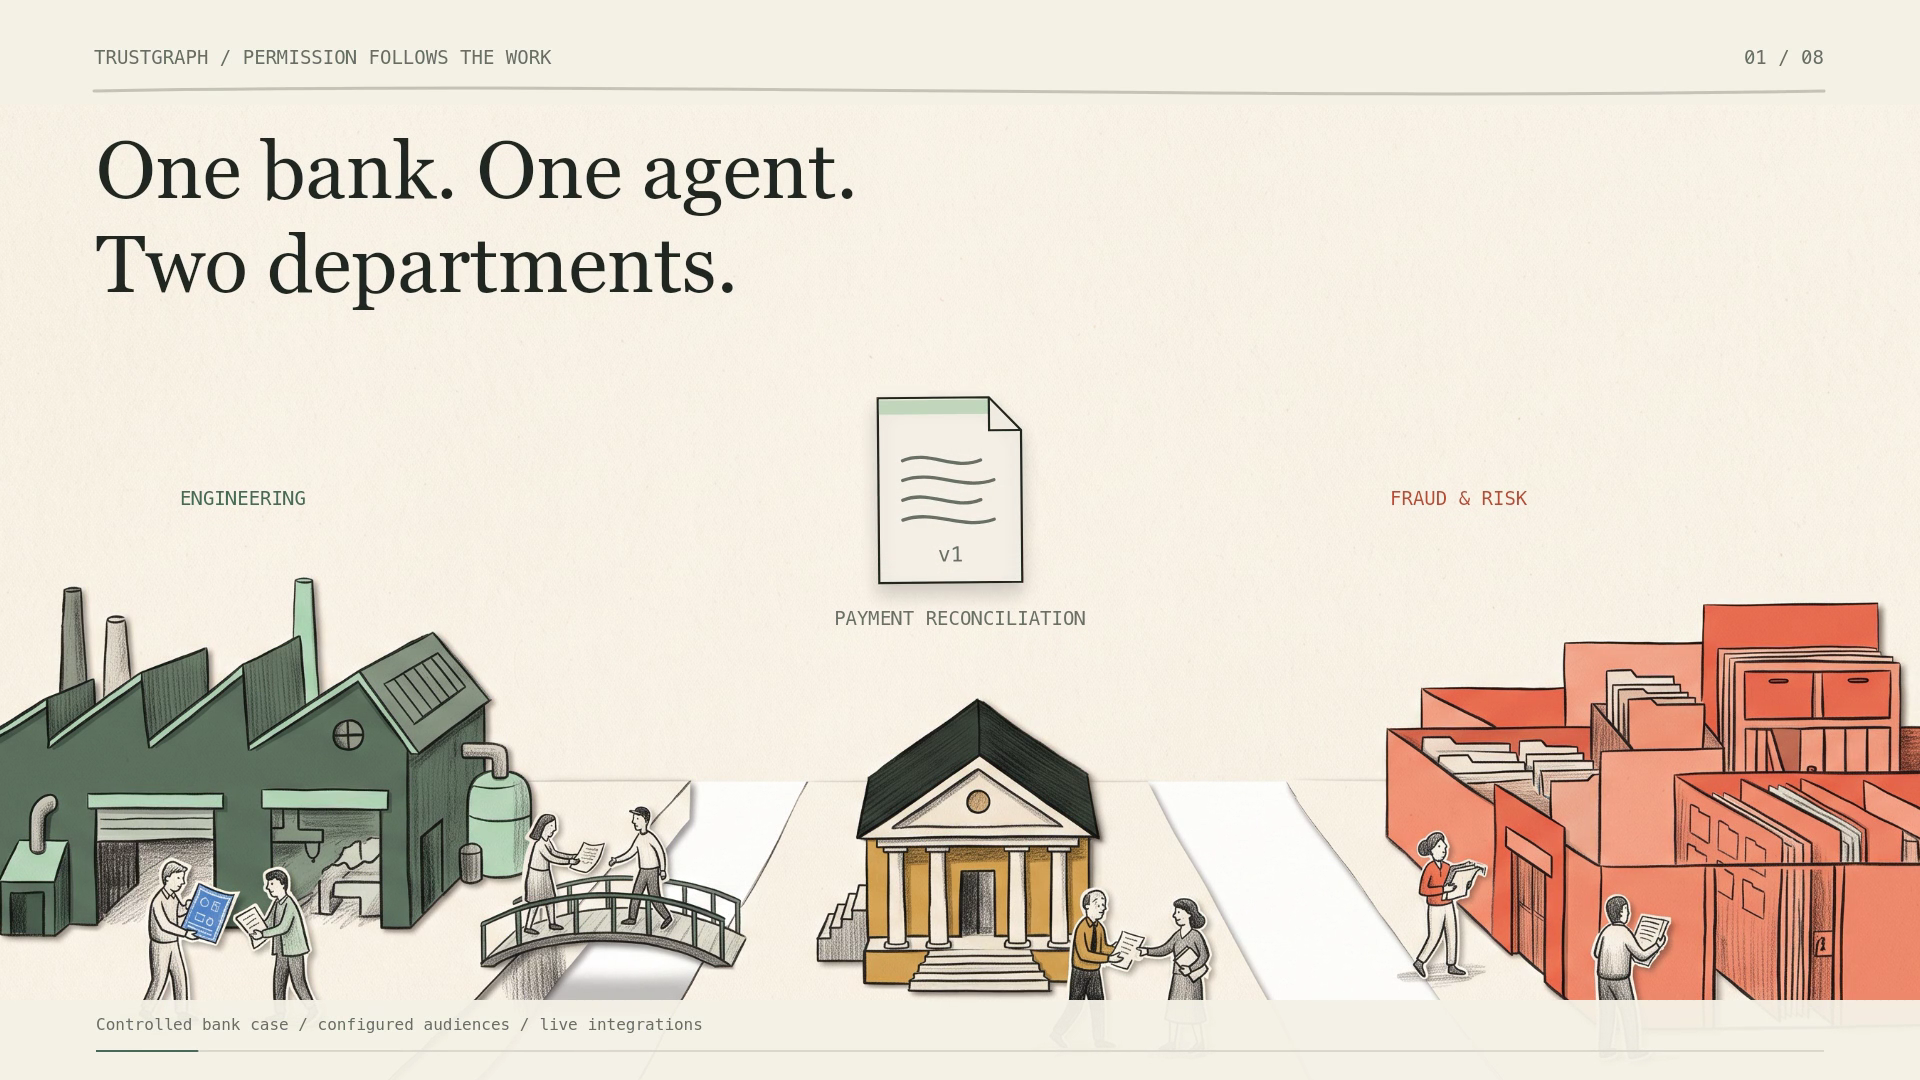 TRUSTGRAPH / PERMISSION FOLLOWS THE WORK
01 / 08
One bank. One agent.
Two departments.
ENGINEERING
FRAUD & RISK
v1
PAYMENT RECONCILIATION
Controlled bank case / configured audiences / live integrations